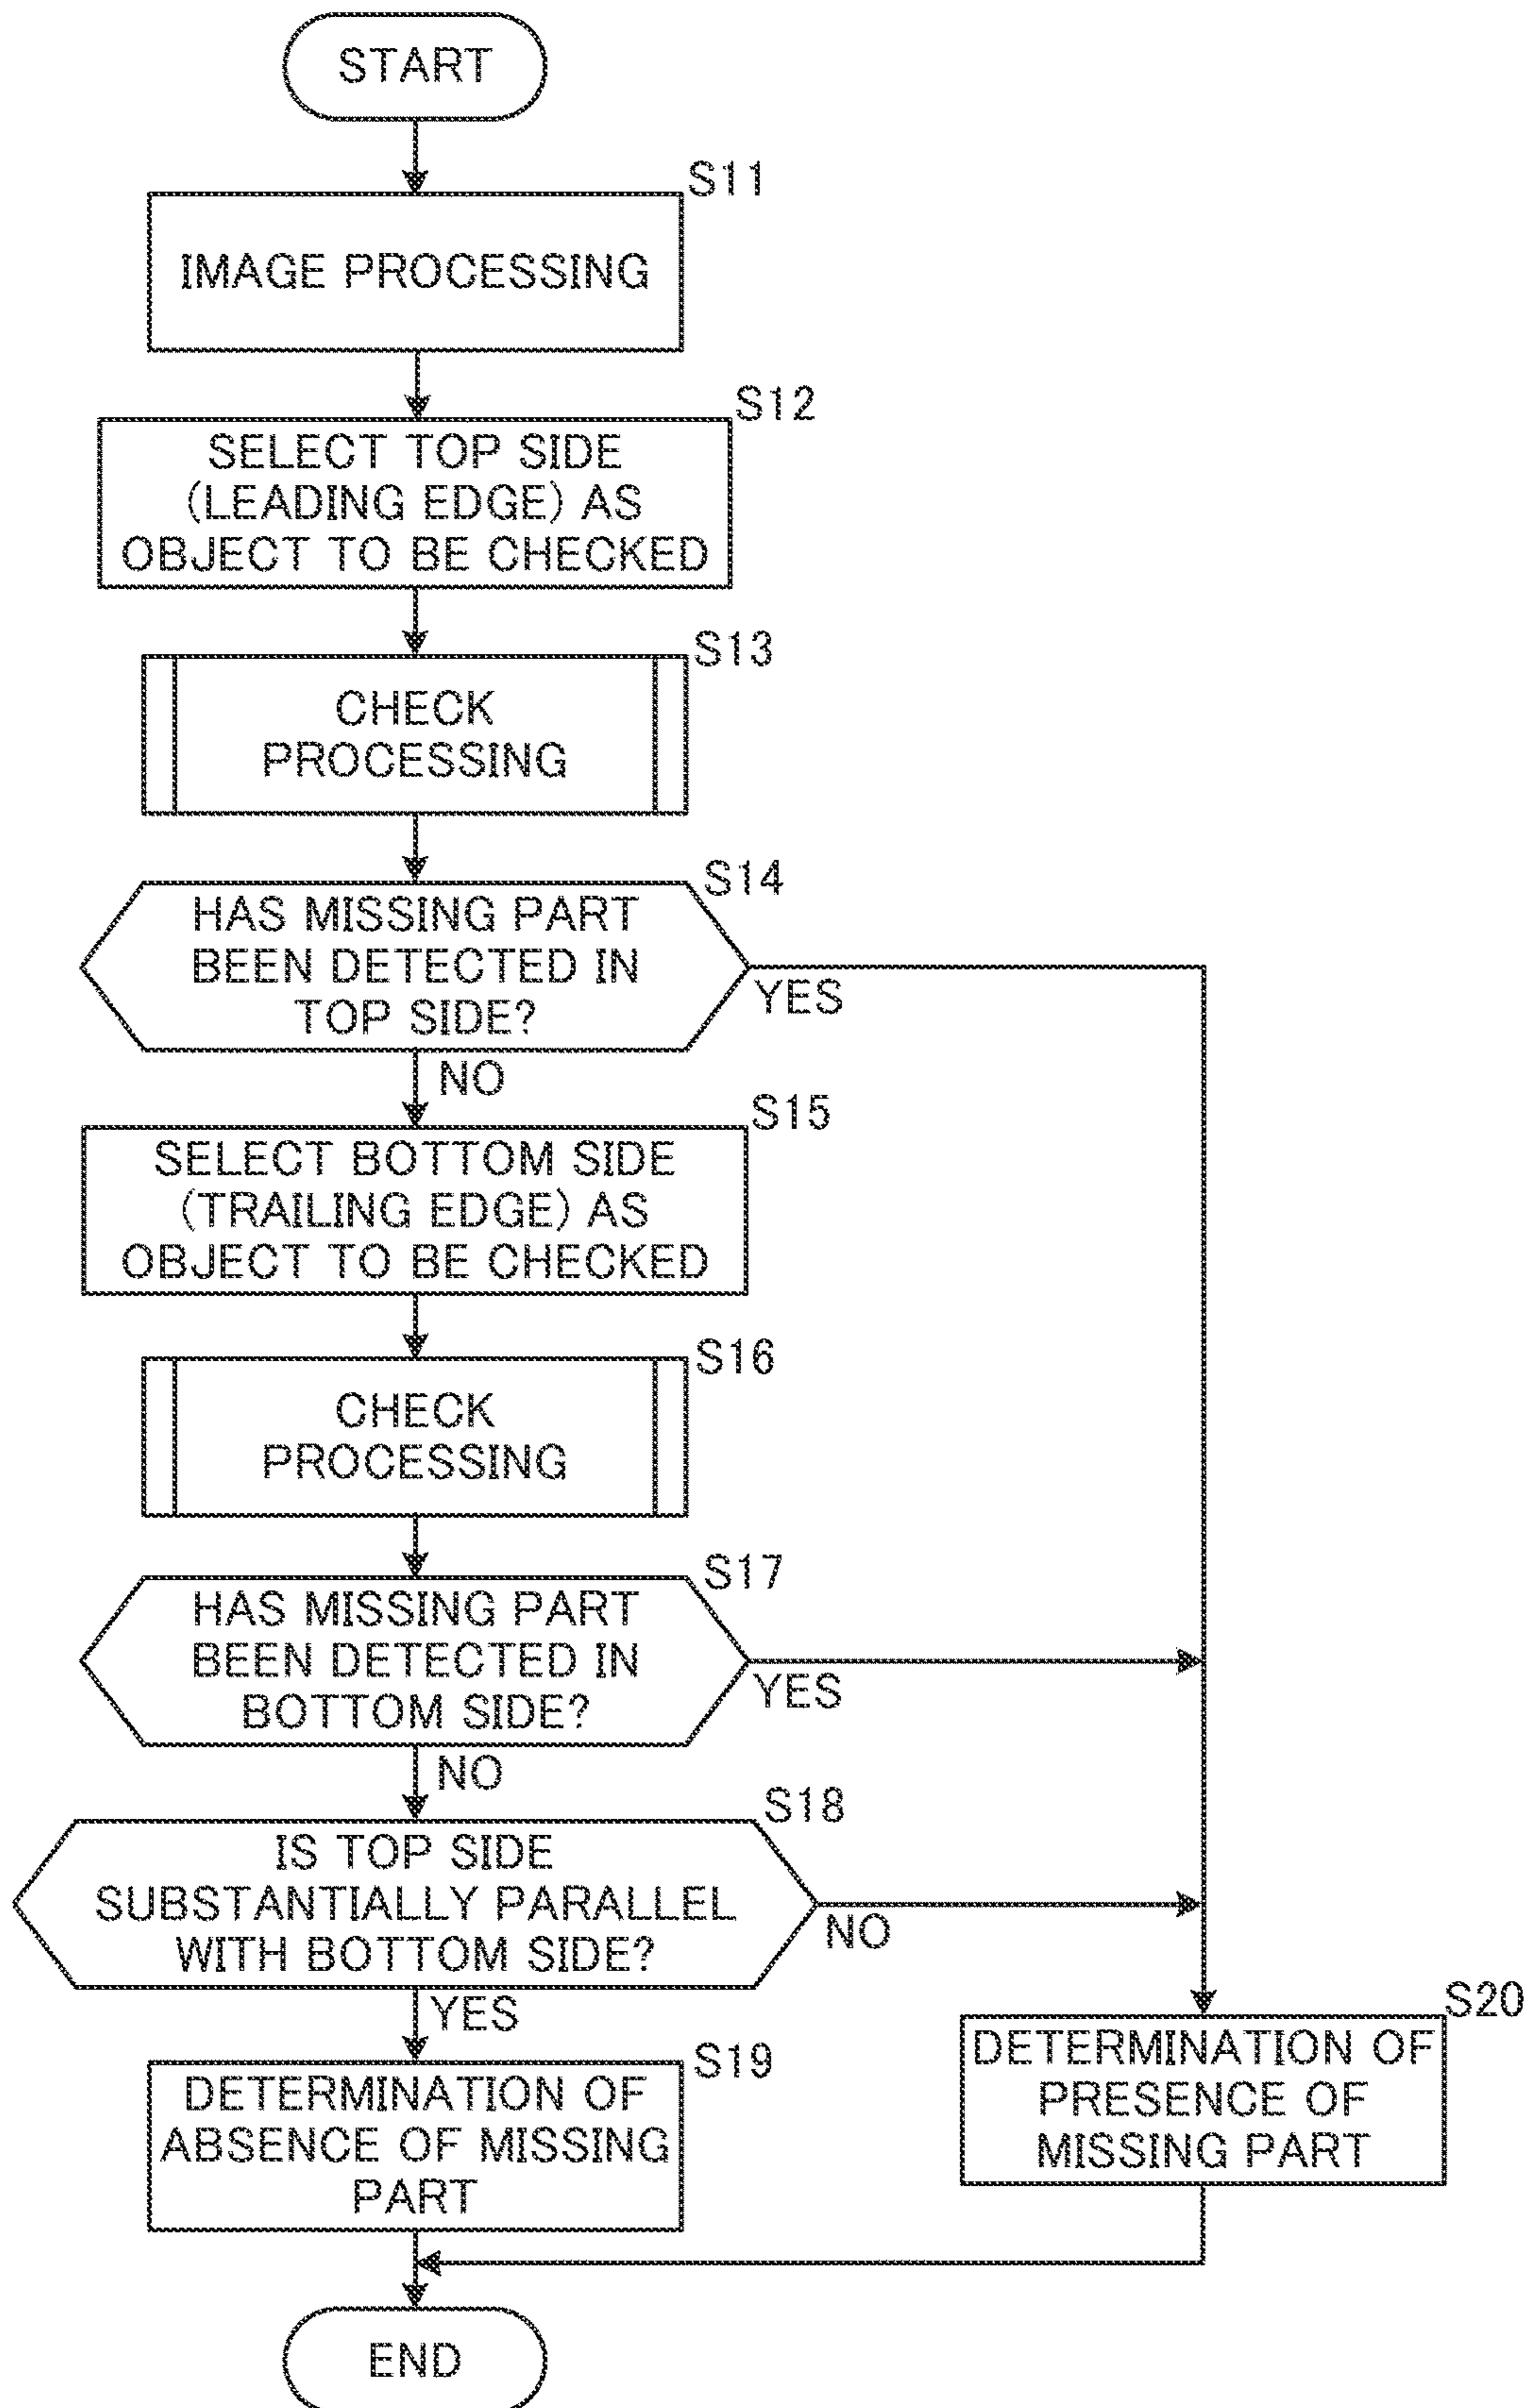 START
S11
IMAGE PROCESSING
S12
SELECT TOP SIDE
(LEADING EDGE) AS
OBJECT TO BE CHECKED
S13
CHECK
PROCESSING
S14
HAS MISSING PART
BEEN DETECTED IN
TOP SIDE?
YES
NO
S15
SELECT BOTTOM SIDE
(TRAILING EDGE) AS
OBJECT TO BE CHECKED
S16
CHECK
PROCESSING
S17
HAS MISSING PART
BEEN DETECTED IN
BOTTOM SIDE?
YES
NO
S18
IS TOP SIDE
SUBSTANTIALLY PARALLEL
WITH BOTTOM SIDE?
NO
YES
S19
DETERMINATION OF
ABSENCE OF MISSING
PART
S20
DETERMINATION OF
PRESENCE OF
MISSING PART
END